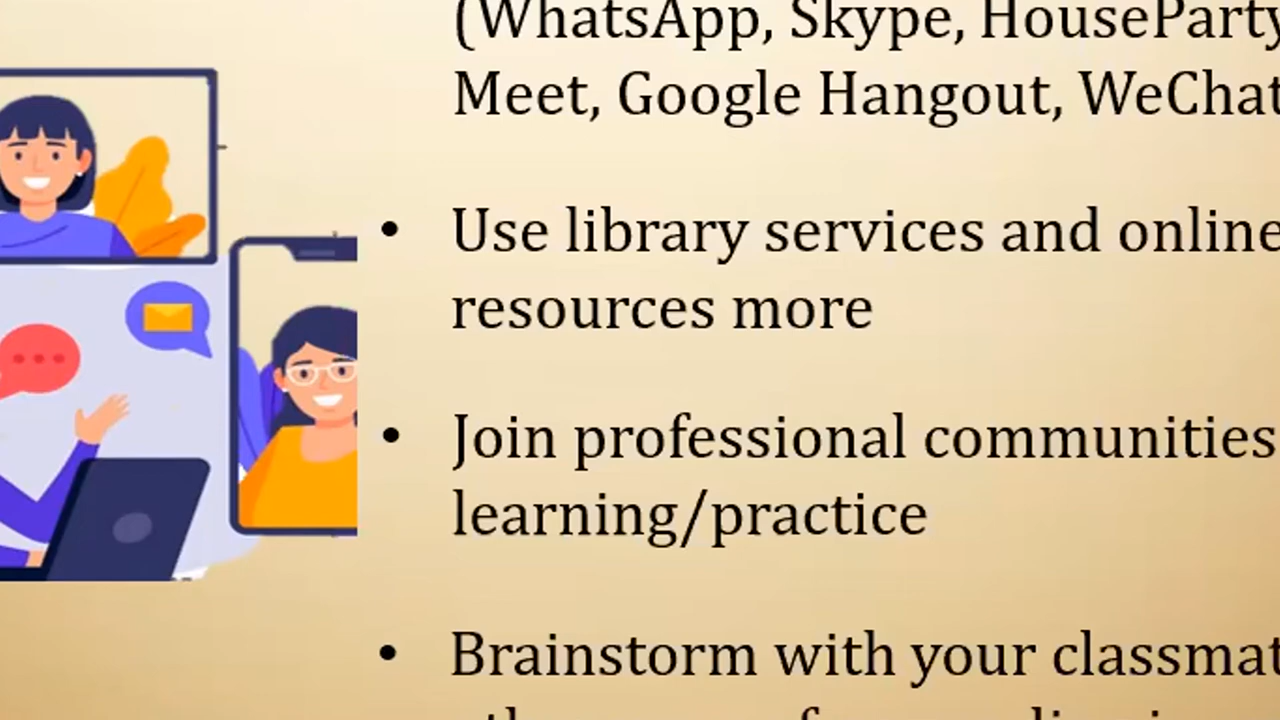 (WhatsApp, Skype, HouseParty
Meet, Google Hangout, WeChat
• Use library services and online
resources more
• Join professional communities
learning/practice
• Brainstorm with your classmat